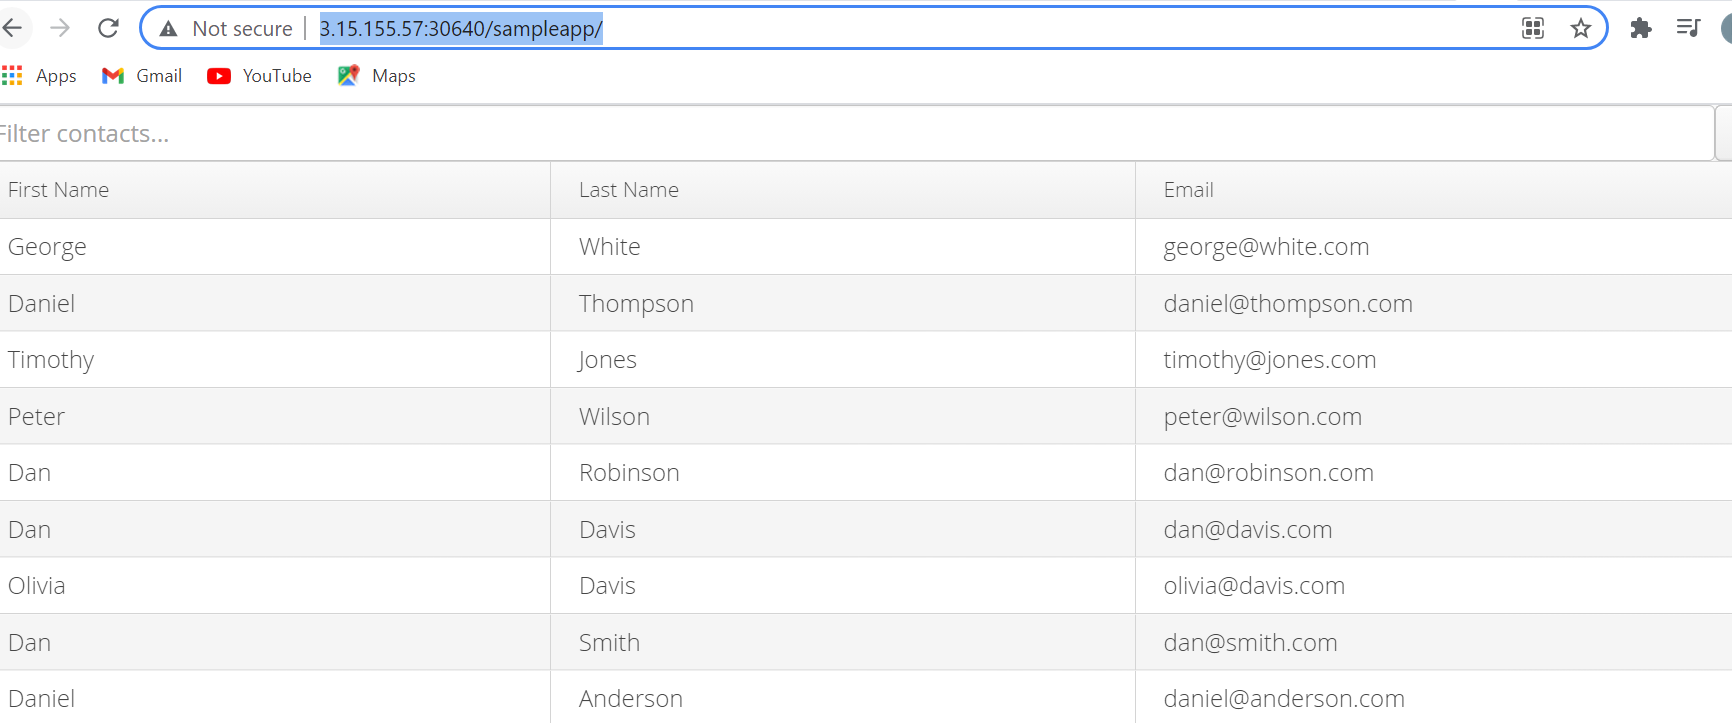 Not secure 3.15.155.57:30640/sampleapp/
Apps Gmail YouTube Maps
Filter contacts...
First Name Last Name Email
George White george@white.com
Daniel Thompson daniel@thompson.com
Timothy Jones timothy@jones.com
Peter Wilson peter@wilson.com
Dan Robinson dan@robinson.com
Dan Davis dan@davis.com
Olivia Davis olivia@davis.com
Dan Smith dan@smith.com
Daniel Anderson daniel@anderson.com